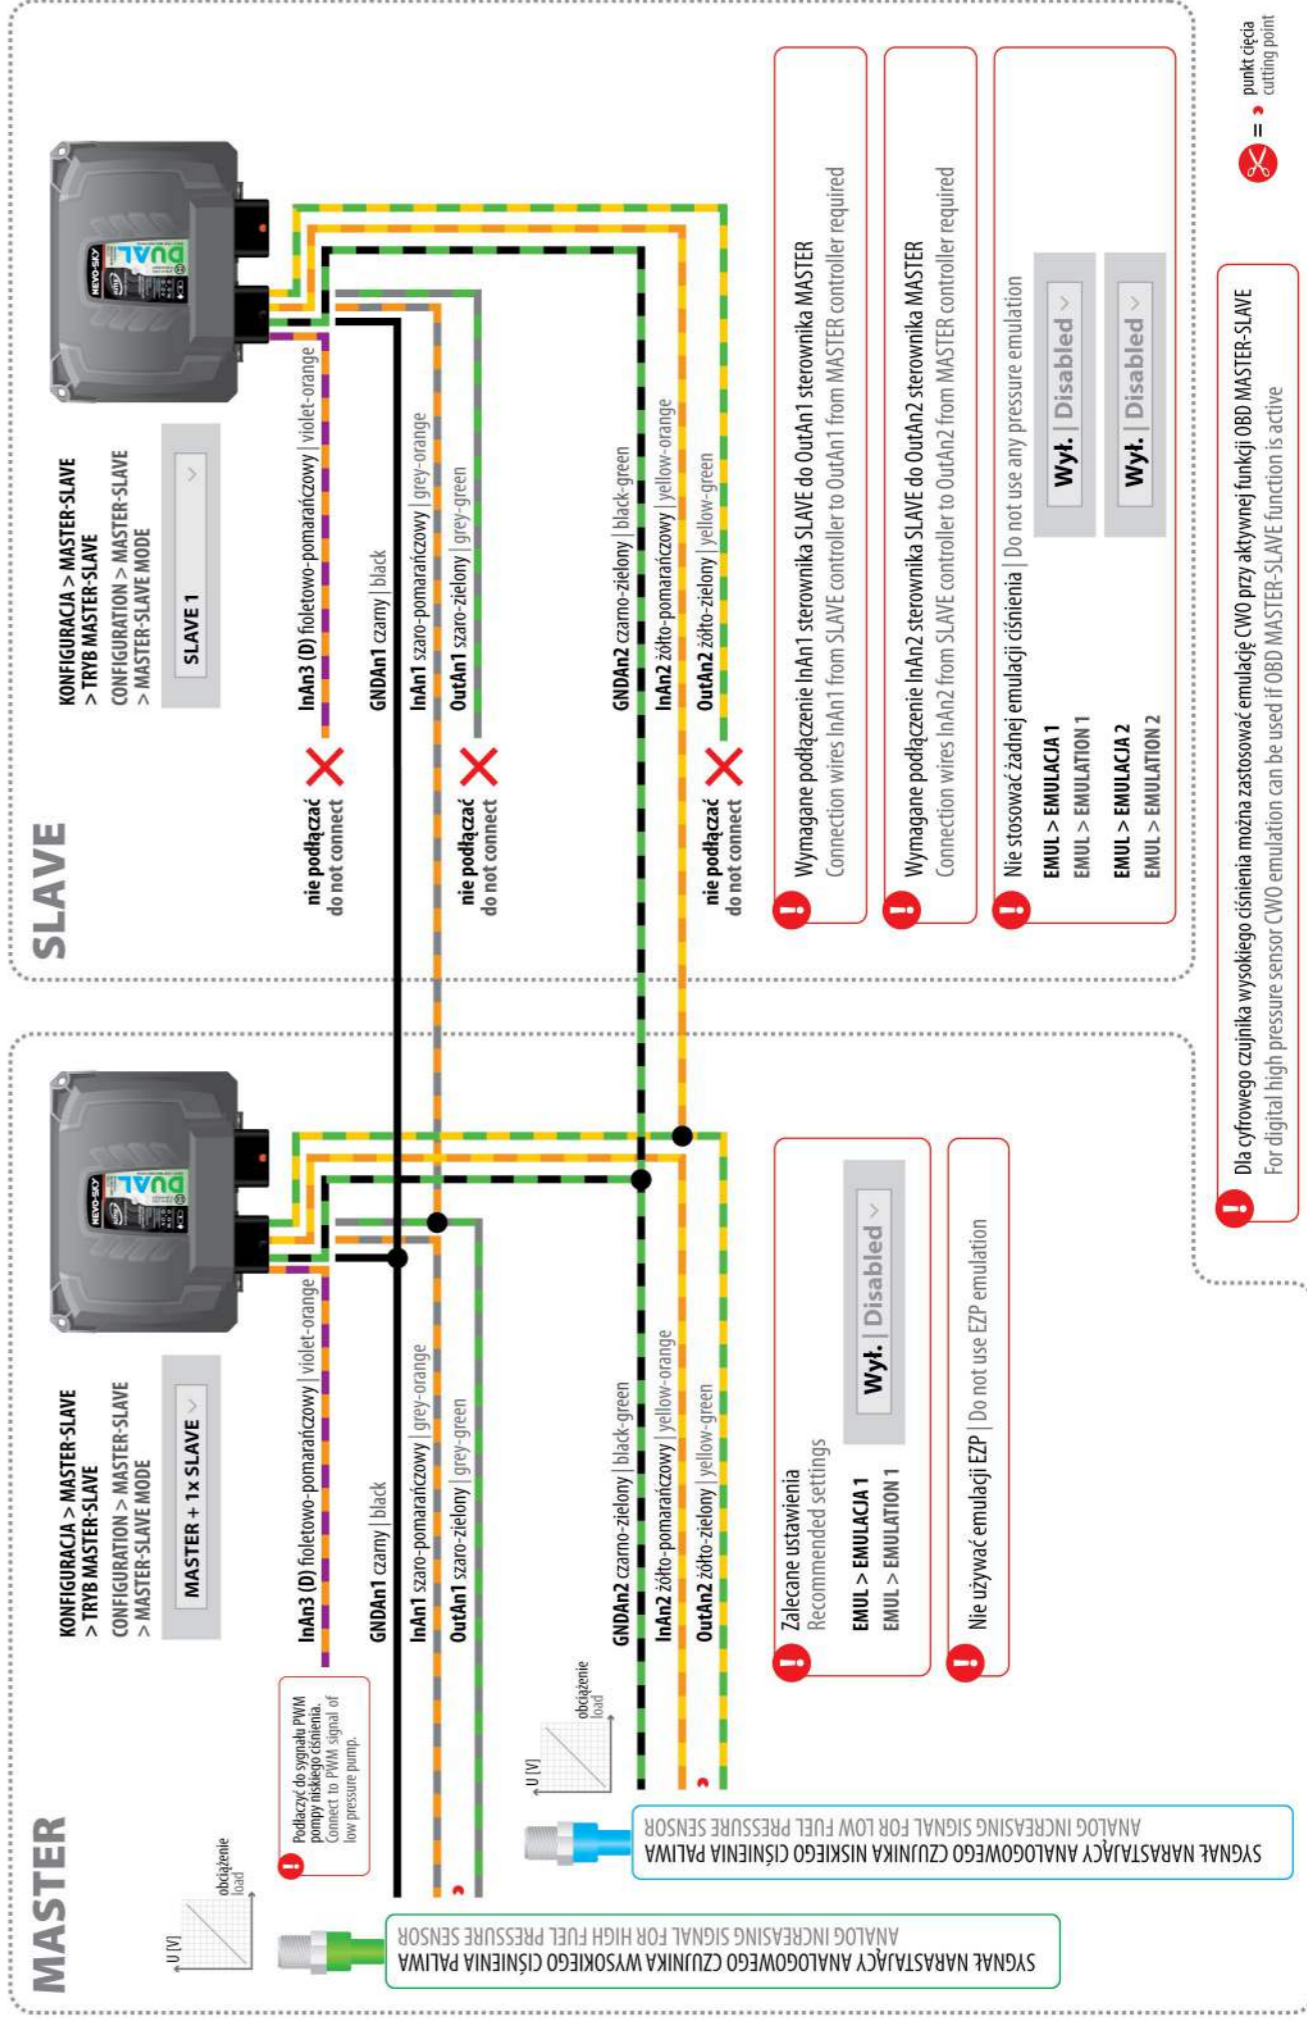 MASTER
KONFIGURACJA > MASTER-SLAVE
> TRYB MASTER-SLAVE
CONFIGURATION > MASTER-SLAVE
> MASTER-SLAVE MODE
MASTER + 1x SLAVE
NEVO-SKY
DUAL
U [V]
obciążenie
load
Podłaczyć do sygnału PWM
pompy niskiego ciśnienia.
Connect to PWM signal of
low pressure pump.
InAn3 (D) fioletowo-pomarańczowy | violet-orange
GNDAn1 czarny | black
InAn1 szaro-pomarańczowy | grey-orange
OutAn1 szaro-zielony | grey-green
SYGNAŁ NARASTAJĄCY ANALOGOWEGO CZUJNIKA WYSOKIEGO CIŚNIENIA PALIWA
ANALOG INCREASING SIGNAL FOR HIGH FUEL PRESSURE SENSOR
U [V]
obciążenie
load
GNDAn2 czarno-zielony | black-green
InAn2 żółto-pomarańczowy | yellow-orange
OutAn2 żółto-zielony | yellow-green
SYGNAŁ NARASTAJĄCY ANALOGOWEGO CZUJNIKA NISKIEGO CIŚNIENIA PALIWA
ANALOG INCREASING SIGNAL FOR LOW FUEL PRESSURE SENSOR
Zalecane ustawienia
Recommended settings
EMUL > EMULACJA 1
EMUL > EMULATION 1
Wył. | Disabled
Nie używać emulacji EZP | Do not use EZP emulation
SLAVE
KONFIGURACJA > MASTER-SLAVE
> TRYB MASTER-SLAVE
CONFIGURATION > MASTER-SLAVE
> MASTER-SLAVE MODE
SLAVE 1
NEVO-SKY
DUAL
nie podłączać
do not connect
InAn3 (D) fioletowo-pomarańczowy | violet-orange
GNDAn1 czarny | black
InAn1 szaro-pomarańczowy | grey-orange
nie podłączać
do not connect
OutAn1 szaro-zielony | grey-green
GNDAn2 czarno-zielony | black-green
InAn2 żółto-pomarańczowy | yellow-orange
nie podłączać
do not connect
OutAn2 żółto-zielony | yellow-green
Wymagane podłączenie InAn1 sterownika SLAVE do OutAn1 sterownika MASTER
Connection wires InAn1 from SLAVE controller to OutAn1 from MASTER controller required
Wymagane podłączenie InAn2 sterownika SLAVE do OutAn2 sterownika MASTER
Connection wires InAn2 from SLAVE controller to OutAn2 from MASTER controller required
Nie stosować żadnej emulacji ciśnienia | Do not use any pressure emulation
EMUL > EMULACJA 1
EMUL > EMULATION 1
Wył. | Disabled
EMUL > EMULACJA 2
EMUL > EMULATION 2
Wył. | Disabled
Dla cyfrowego czujnika wysokiego ciśnienia można zastosować emulację CWO przy aktywnej funkcji OBD MASTER-SLAVE
For digital high pressure sensor CWO emulation can be used if OBD MASTER-SLAVE function is active
= punkt cięcia
cutting point